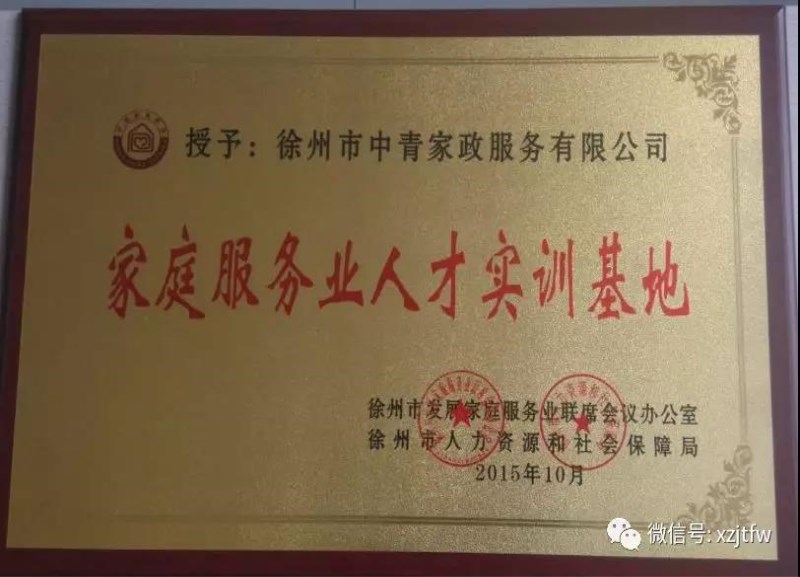 授予：徐州市中青家政服务有限公司
家庭服务业人才实训基地
徐州市发展家庭服务业联席会议办公室
徐州市人力资源和社会保障局
2015年10月
微信号: xzjtfw